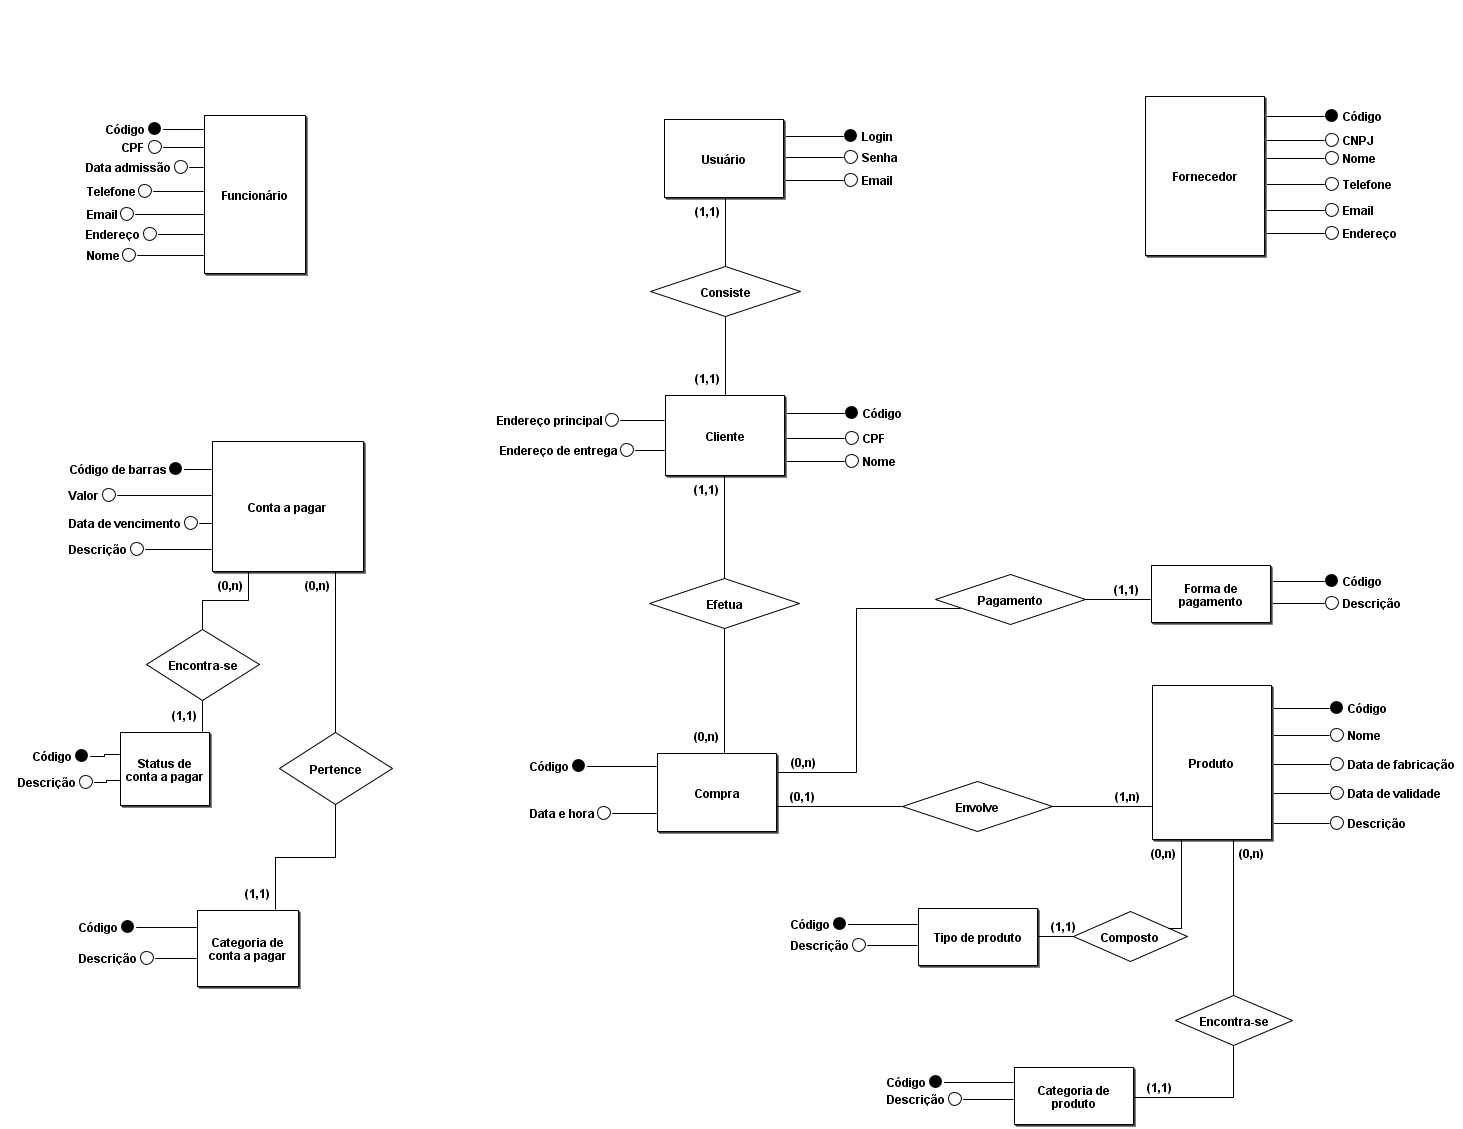 Código
CPF
Data admissão
Telefone
Email
Endereço
Nome
Funcionário
Usuário
Login
Senha
Email
(1,1)
Consiste
(1,1)
Fornecedor
Código
CNPJ
Nome
Telefone
Email
Endereço
Endereço principal
Endereço de entrega
Cliente
Código
CPF
Nome
(1,1)
Efetua
(0,n)
Código de barras
Valor
Data de vencimento
Descrição
Conta a pagar
(0,n)
(0,n)
Encontra-se
(1,1)
Código
Descrição
Status de
conta a pagar
Pertence
(1,1)
Código
Descrição
Categoria de
conta a pagar
Código
Data e hora
Compra
(0,n)
(0,1)
Pagamento
(1,1)
Forma de
pagamento
Código
Descrição
Envolve
(1,n)
Produto
Código
Nome
Data de fabricação
Data de validade
Descrição
(0,n)
(0,n)
Código
Descrição
Tipo de produto
(1,1)
Composto
Encontra-se
Código
Descrição
Categoria de
produto
(1,1)